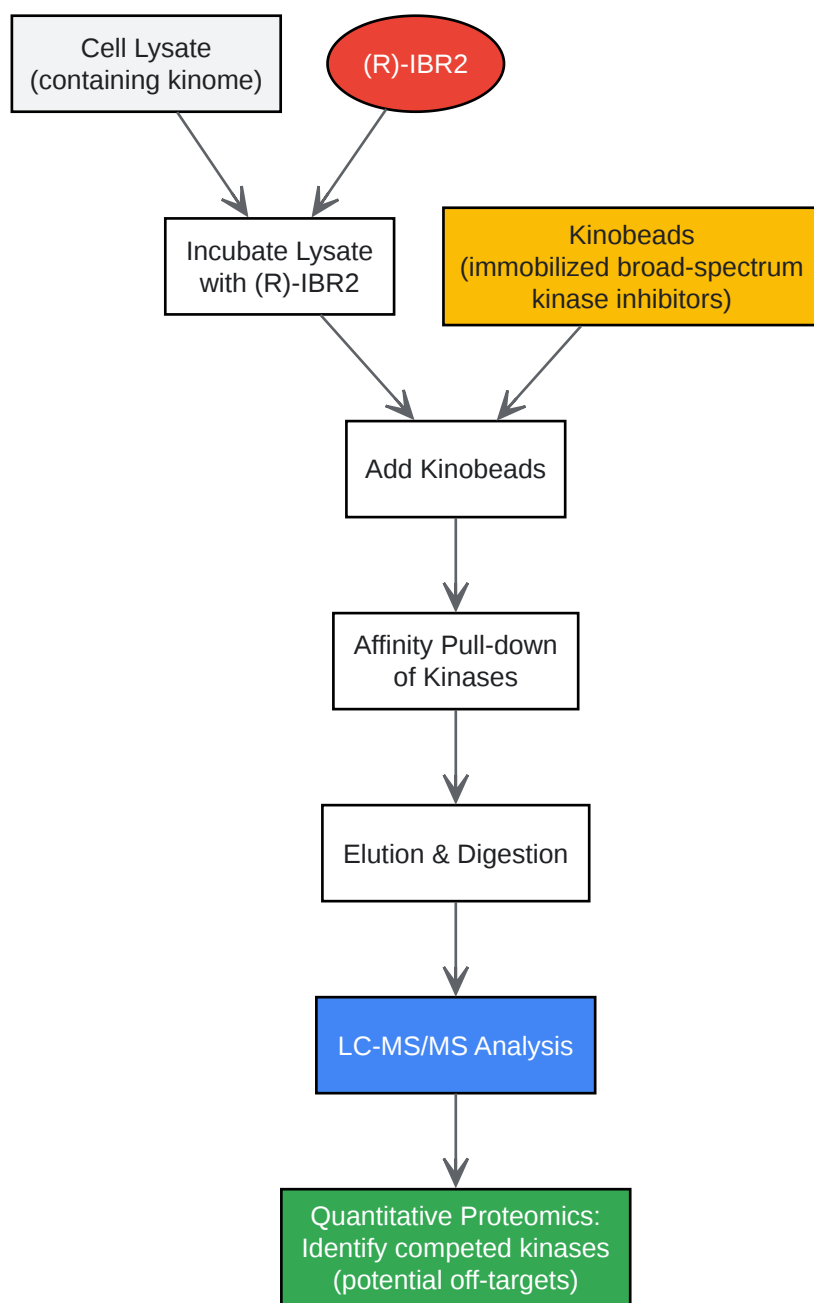 Cell Lysate
(containing kinome)
(R)-IBR2
Incubate Lysate
with (R)-IBR2
Kinobeads
(immobilized broad-spectrum
kinase inhibitors)
Add Kinobeads
Affinity Pull-down
of Kinases
Elution & Digestion
LC-MS/MS Analysis
Quantitative Proteomics:
Identify competed kinases
(potential off-targets)